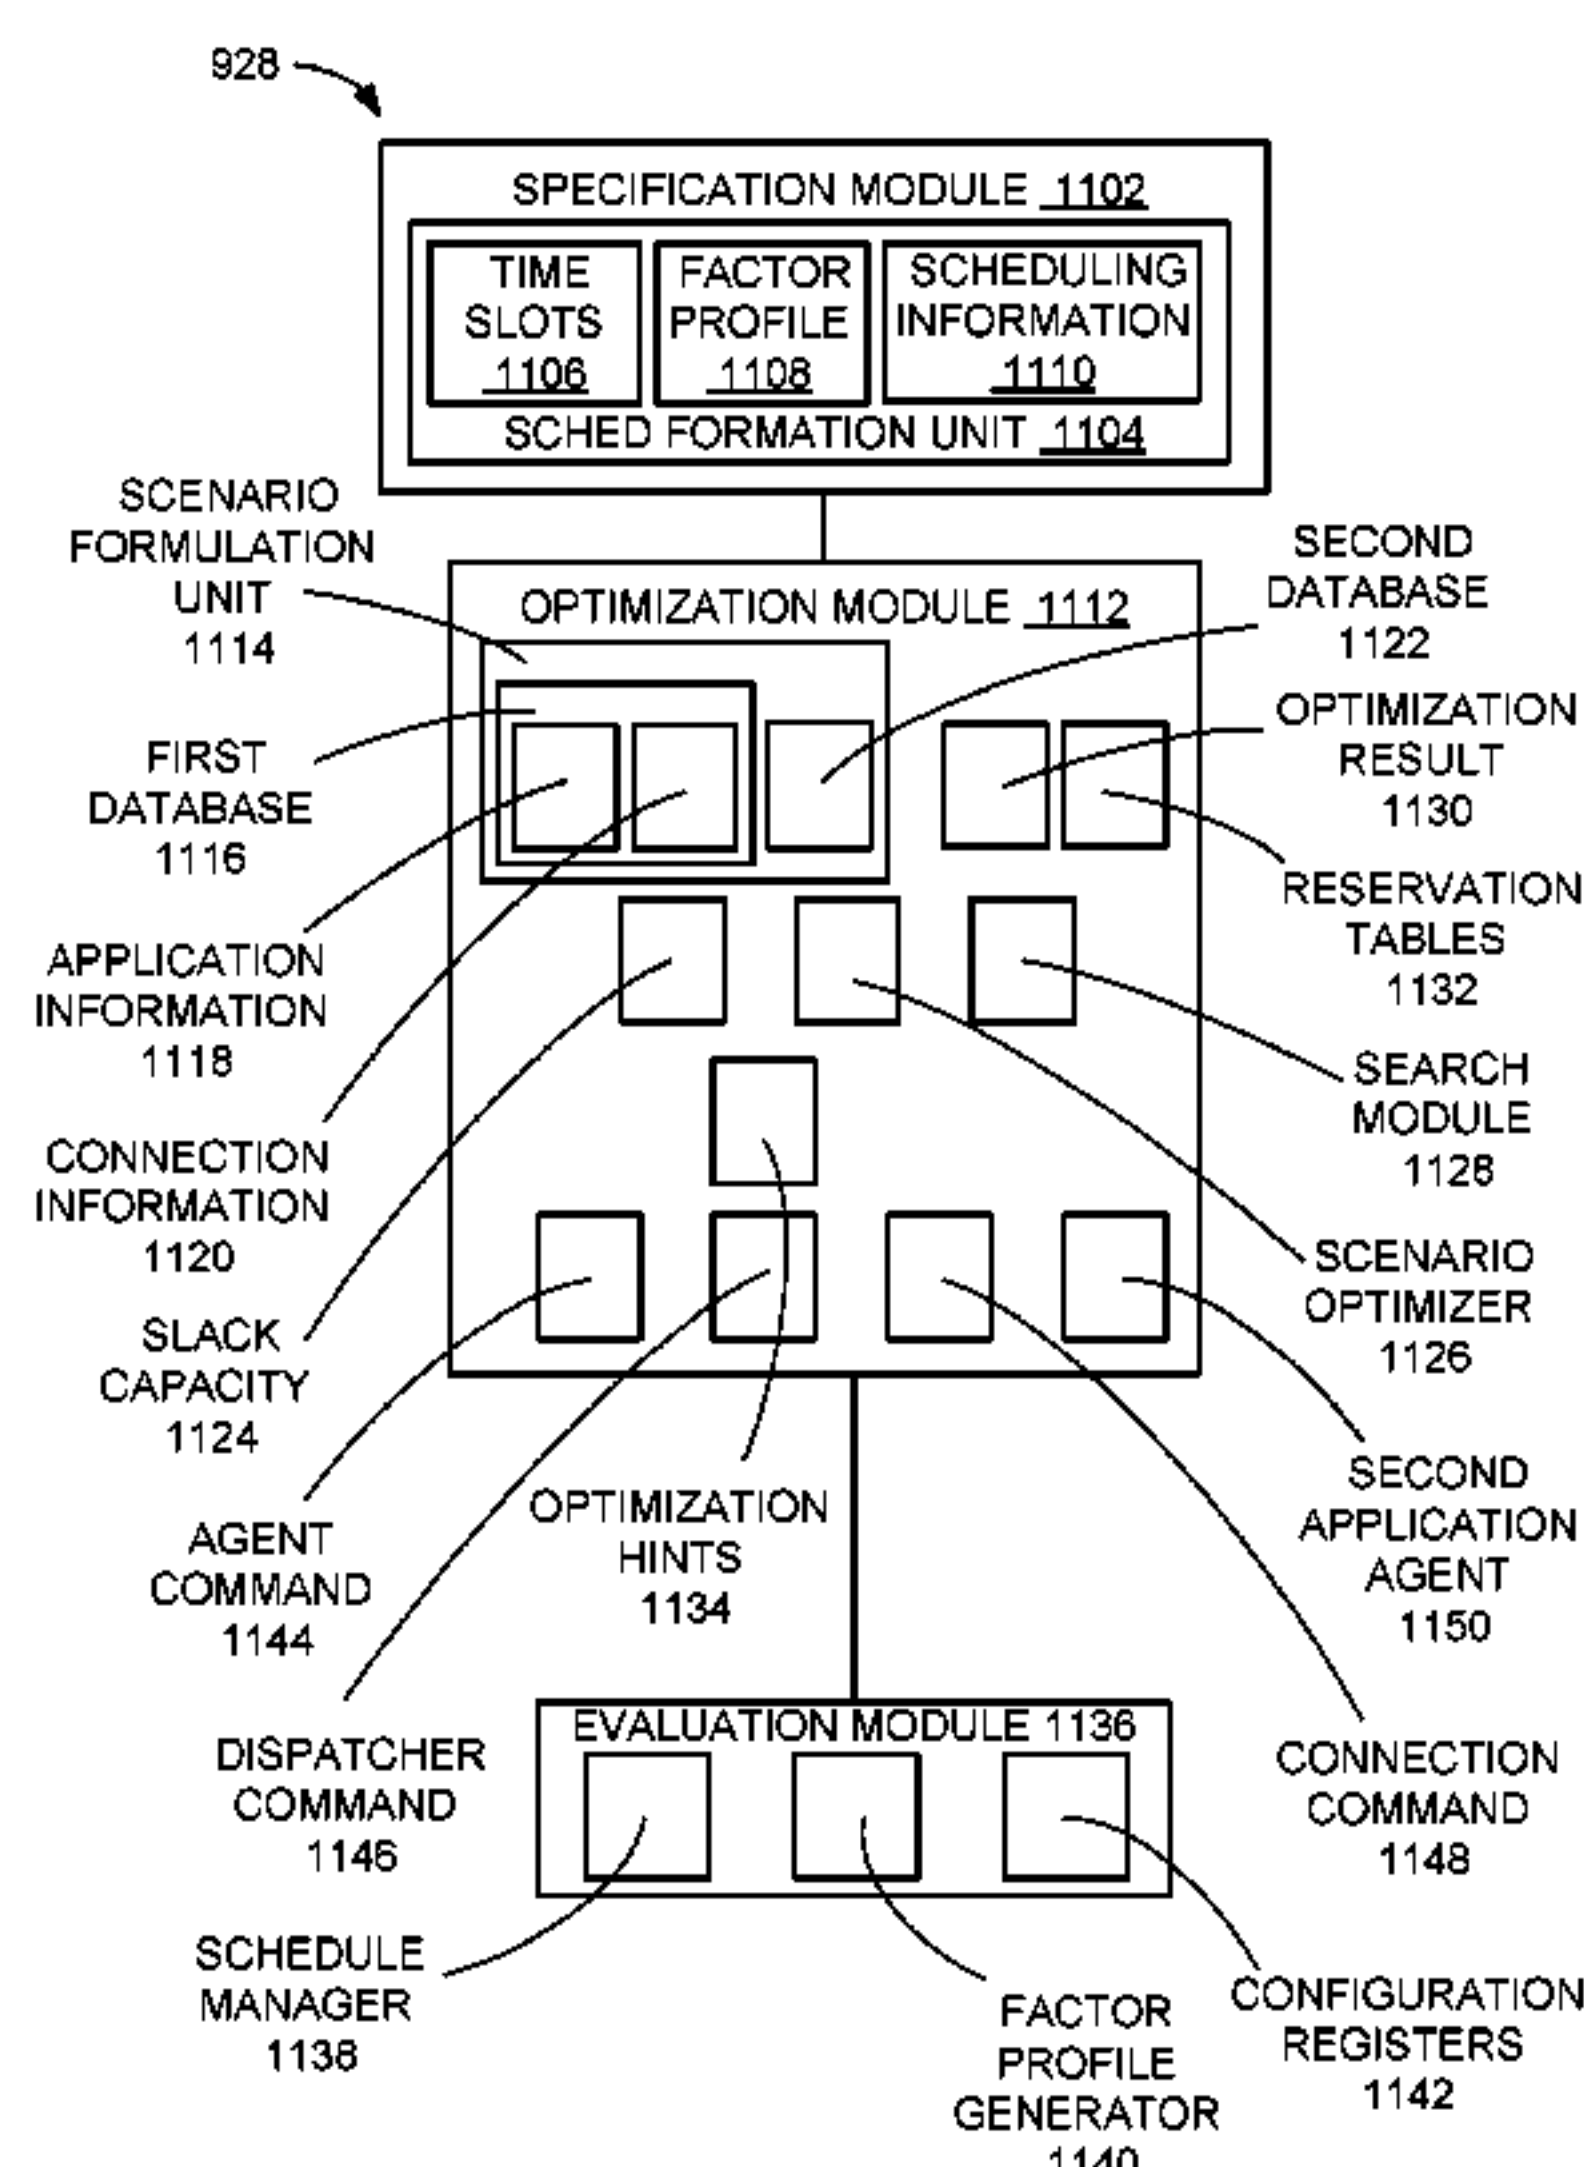 928
SPECIFICATION MODULE 1102
TIME
SLOTS
1106
FACTOR
PROFILE
1108
SCHEDULING
INFORMATION
1110
SCHED FORMATION UNIT 1104
SCENARIO
FORMULATION
UNIT
1114
OPTIMIZATION MODULE 1112
SECOND
DATABASE
1122
FIRST
DATABASE
1116
OPTIMIZATION
RESULT
1130
RESERVATION
TABLES
1132
APPLICATION
INFORMATION
1118
SEARCH
MODULE
1128
CONNECTION
INFORMATION
1120
SCENARIO
OPTIMIZER
1126
SLACK
CAPACITY
1124
SECOND
APPLICATION
AGENT
1150
AGENT
COMMAND
1144
OPTIMIZATION
HINTS
1134
EVALUATION MODULE 1136
DISPATCHER
COMMAND
1146
CONNECTION
COMMAND
1148
SCHEDULE
MANAGER
1138
FACTOR
PROFILE
GENERATOR
1140
CONFIGURATION
REGISTERS
1142